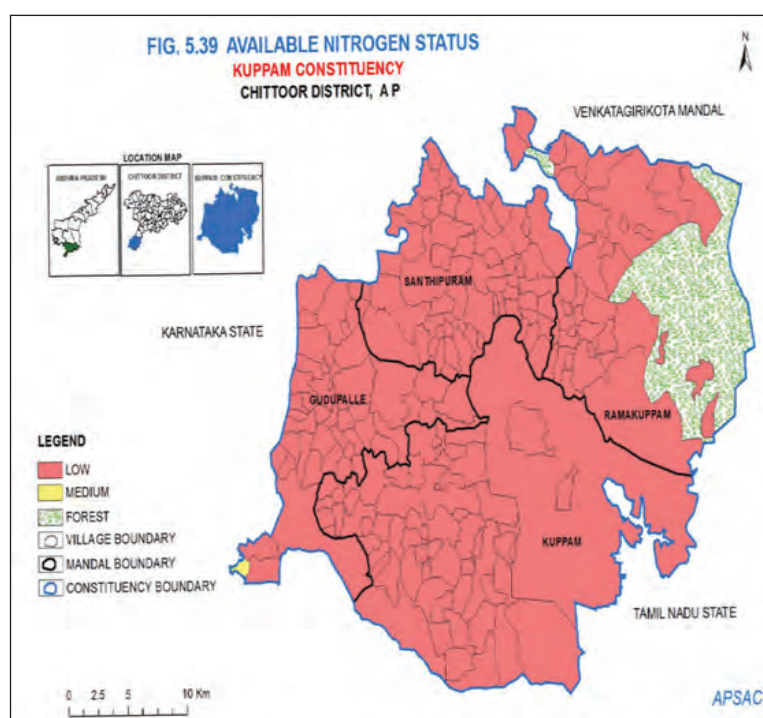 FIG. 5.39 AVAILABLE NITROGEN STATUS
KUPPAM CONSTITUENCY
CHITTOOR DISTRICT, A P
N
VENKATAGIRIKOTA MANDAL
LOCATION MAP
ANDHRA PRADESH
CHITTOOR DISTRICT
KUPPAM CONSTITUENCY
SANTHIPURAM
KARNATAKA STATE
GUDUPALLE
RAMAKUPPAM
LEGEND
LOW
MEDIUM
FOREST
VILLAGE BOUNDARY
MANDAL BOUNDARY
CONSTITUENCY BOUNDARY
KUPPAM
TAMIL NADU STATE
0 2.5 5 10 Km
APSAC